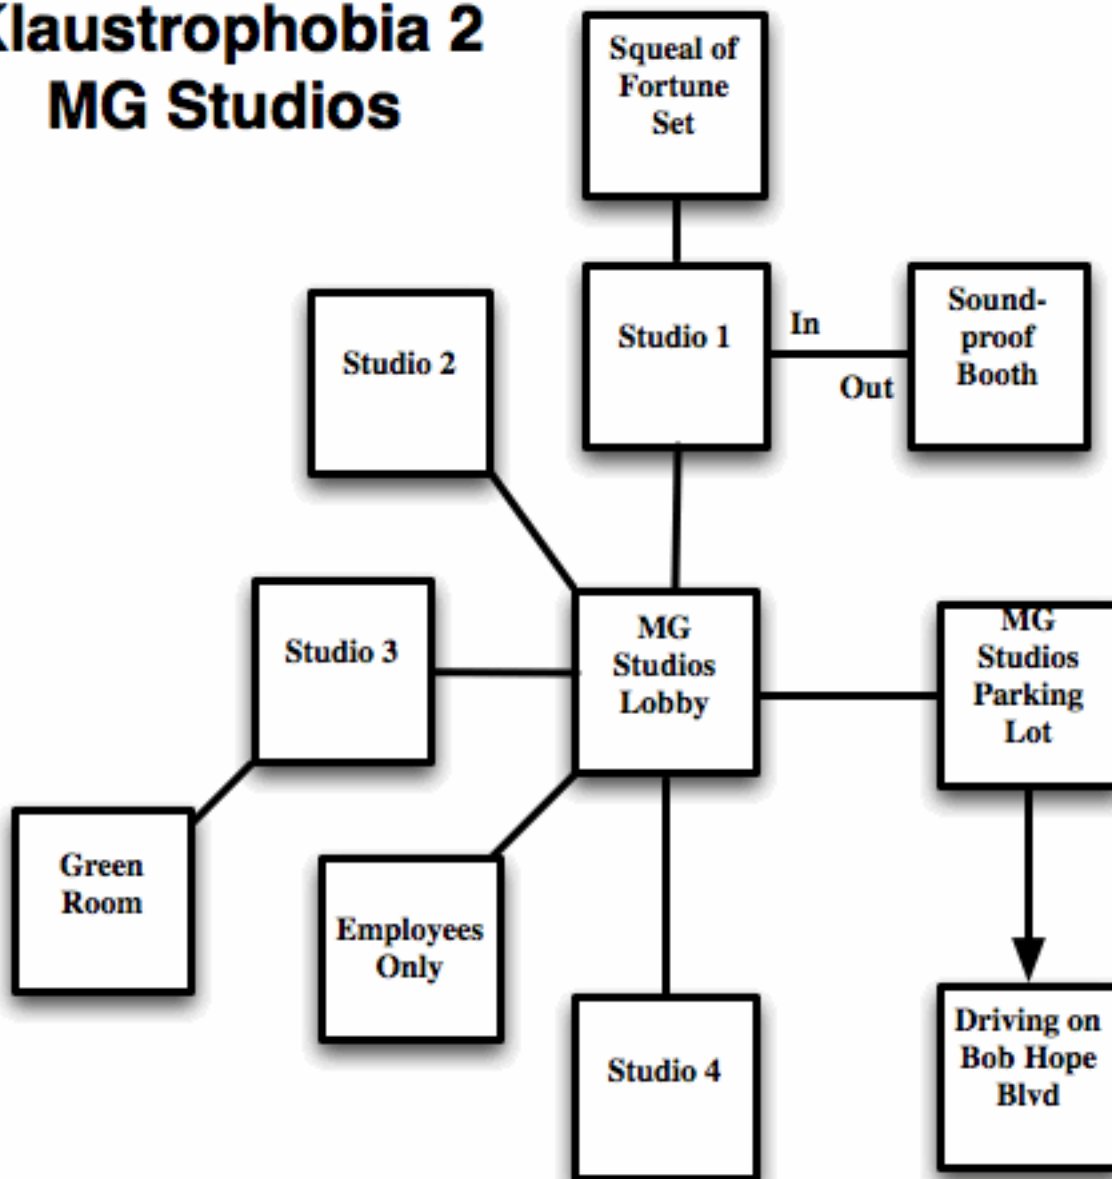 Klaustrophobia 2
MG Studios
Squeal of
Fortune
Set
Studio 1
In
Out
Sound-
proof
Booth
Studio 2
Studio 3
MG
Studios
Lobby
MG
Studios
Parking
Lot
Green
Room
Employees
Only
Studio 4
Driving on
Bob Hope
Blvd